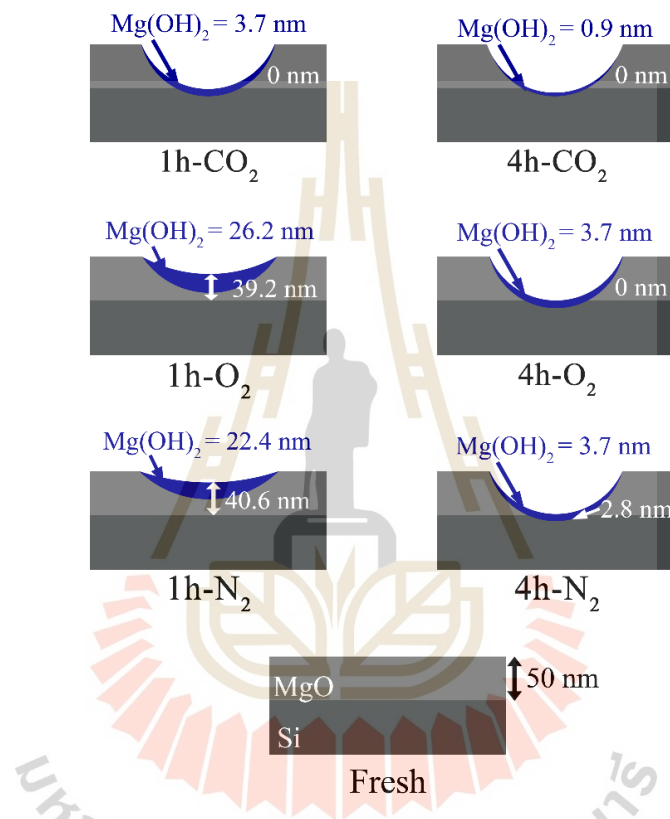 Mg(OH)₂ = 3.7 nm
0 nm
1h-CO₂
Mg(OH)₂ = 0.9 nm
0 nm
4h-CO₂
Mg(OH)₂ = 26.2 nm
39.2 nm
1h-O₂
Mg(OH)₂ = 3.7 nm
0 nm
4h-O₂
Mg(OH)₂ = 22.4 nm
40.6 nm
1h-N₂
Mg(OH)₂ = 3.7 nm
2.8 nm
4h-N₂
MgO
50 nm
Si
Fresh